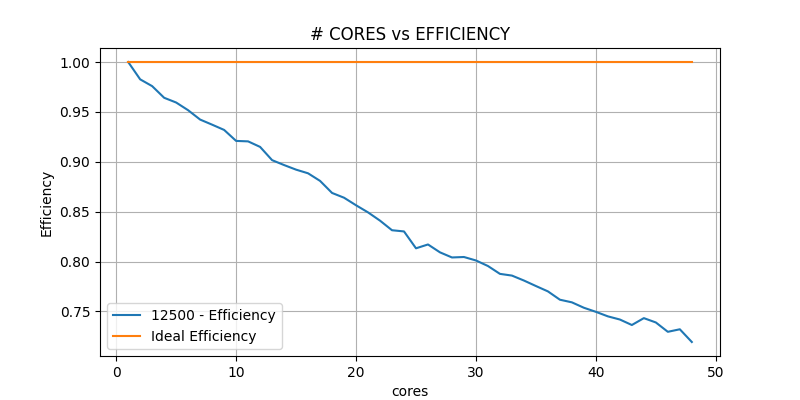 # CORES vs EFFICIENCY
1.00
0.95
0.90
0.85
0.80
0.75
Efficiency
12500 - Efficiency
Ideal Efficiency
0 10 20 30 40 50
cores